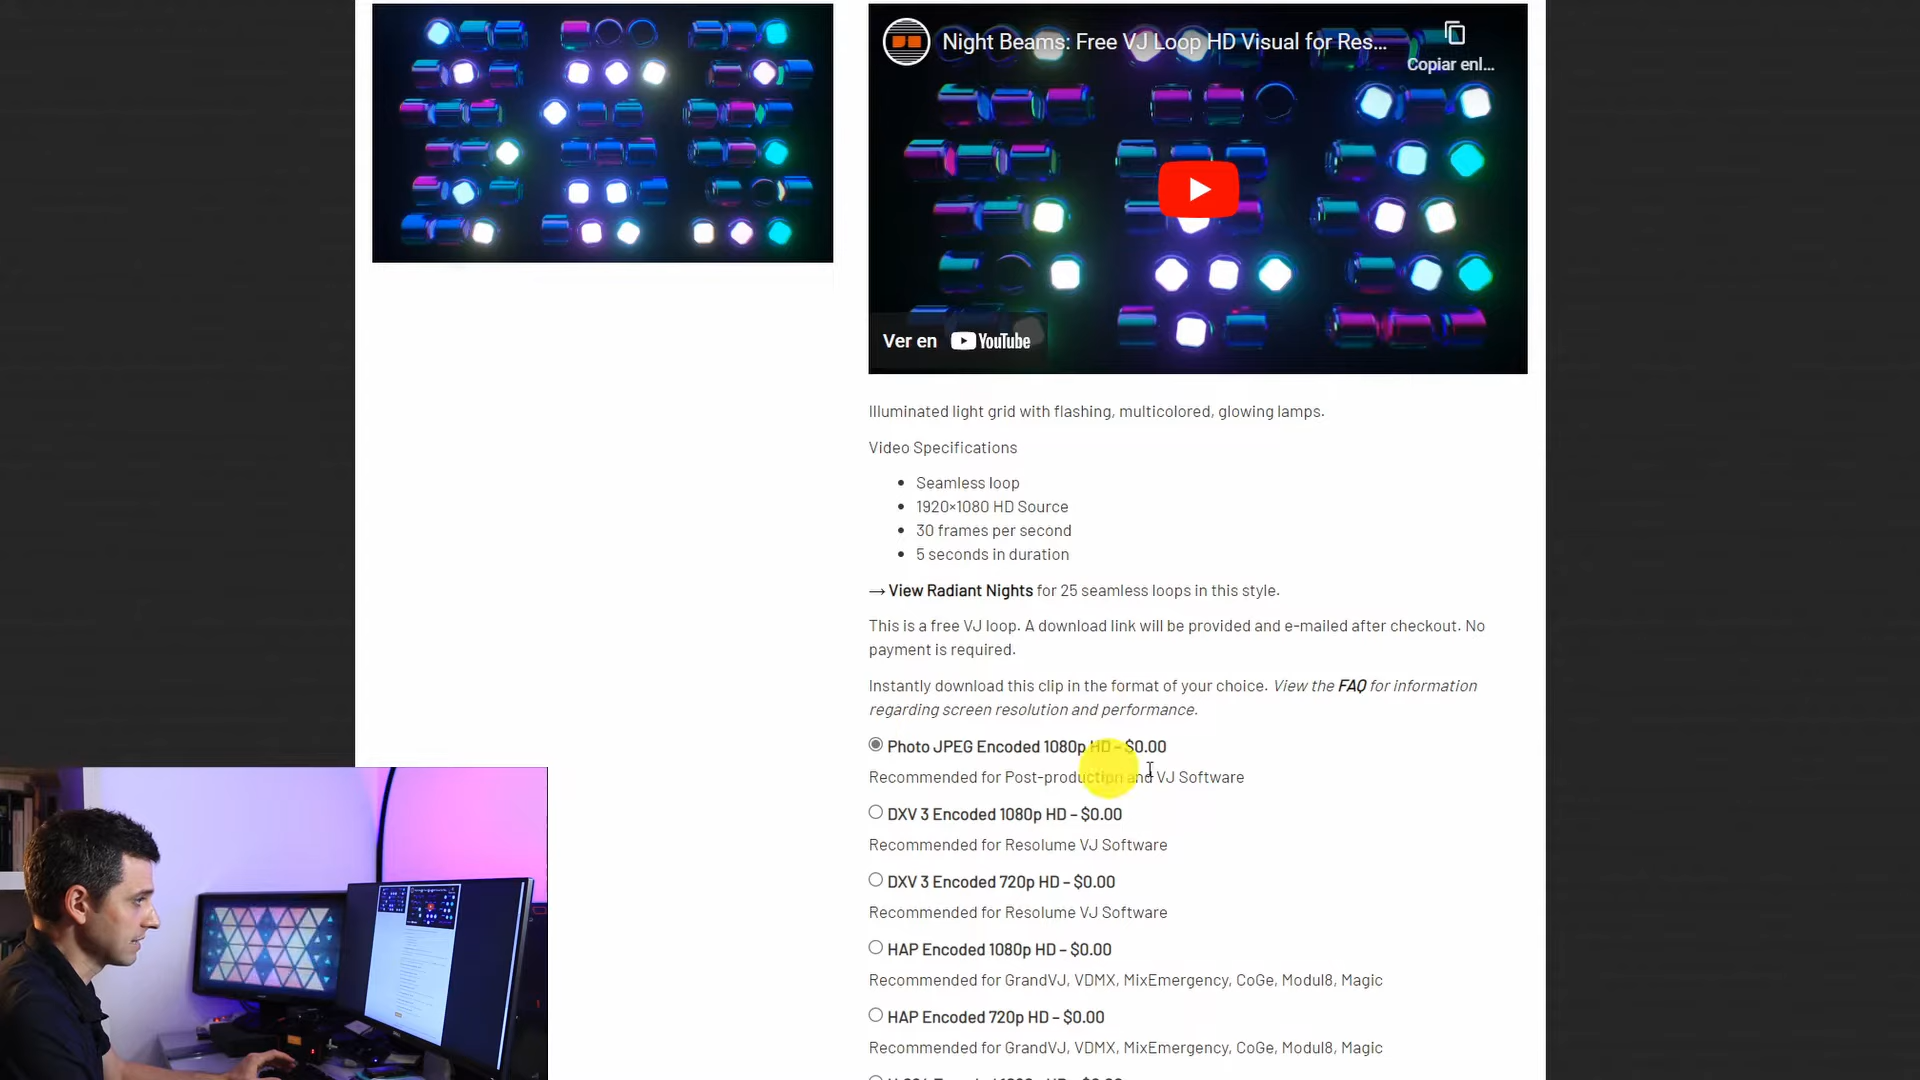 Night Beams: Free VJ Loop HD Visual for Res...
Copiar enl...
Ver en YouTube
Illuminated light grid with flashing, multicolored, glowing lamps.
Video Specifications
Seamless loop
1920×1080 HD Source
30 frames per second
5 seconds in duration
→ View Radiant Nights for 25 seamless loops in this style.
This is a free VJ loop. A download link will be provided and e-mailed after checkout. No
payment is required.
Instantly download this clip in the format of your choice. View the FAQ for information
regarding screen resolution and performance.
Photo JPEG Encoded 1080p HD – $0.00
Recommended for Post-production and VJ Software
DXV 3 Encoded 1080p HD – $0.00
Recommended for Resolume VJ Software
DXV 3 Encoded 720p HD – $0.00
Recommended for Resolume VJ Software
HAP Encoded 1080p HD – $0.00
Recommended for GrandVJ, VDMX, MixEmergency, CoGe, Modul8, Magic
HAP Encoded 720p HD – $0.00
Recommended for GrandVJ, VDMX, MixEmergency, CoGe, Modul8, Magic